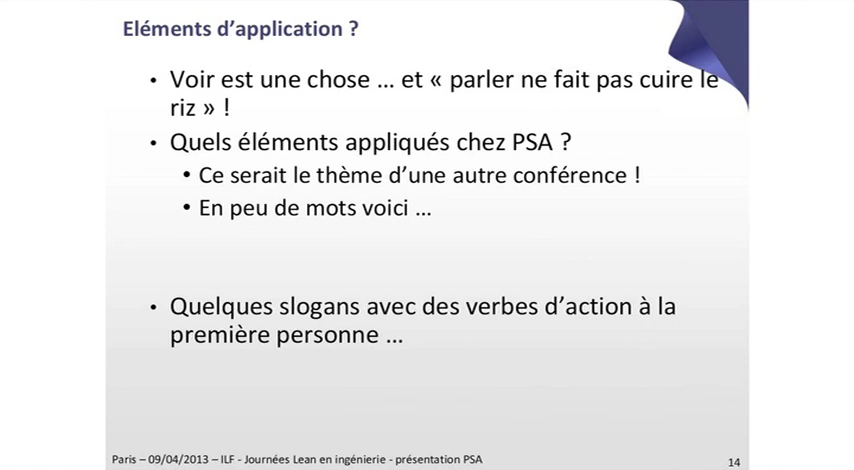 Eléments d’application ?
• Voir est une chose … et « parler ne fait pas cuire le
riz » !
• Quels éléments appliqués chez PSA ?
• Ce serait le thème d’une autre conférence !
• En peu de mots voici …
• Quelques slogans avec des verbes d’action à la
première personne …
Paris – 09/04/2013 – ILF - Journées Lean en ingénierie - présentation PSA
14